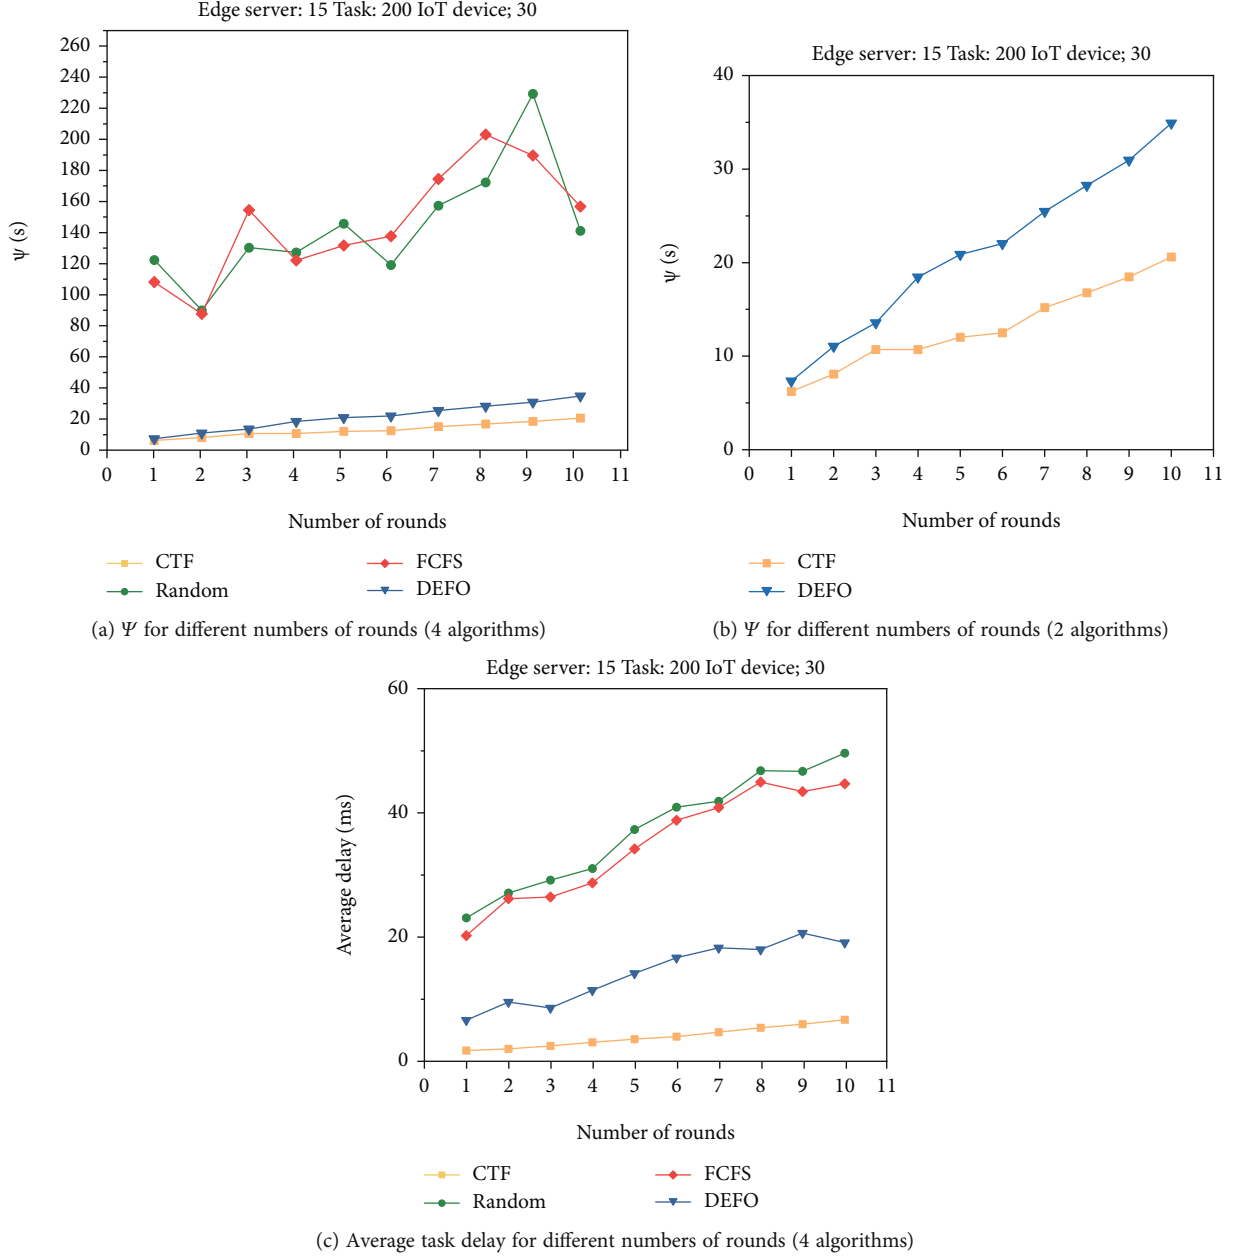 Edge server: 15 Task: 200 IoT device; 30
260
240
220
200
180
160
140
120
100
80
60
40
20
0
ψ (s)
0 1 2 3 4 5 6 7 8 9 10 11
Number of rounds
CTF
Random
FCFS
DEFO
(a) Ψ for different numbers of rounds (4 algorithms)
Edge server: 15 Task: 200 IoT device; 30
40
30
20
10
0
ψ (s)
0 1 2 3 4 5 6 7 8 9 10 11
Number of rounds
CTF
DEFO
(b) Ψ for different numbers of rounds (2 algorithms)
Edge server: 15 Task: 200 IoT device; 30
60
40
20
0
Average delay (ms)
0 1 2 3 4 5 6 7 8 9 10 11
Number of rounds
CTF
Random
FCFS
DEFO
(c) Average task delay for different numbers of rounds (4 algorithms)